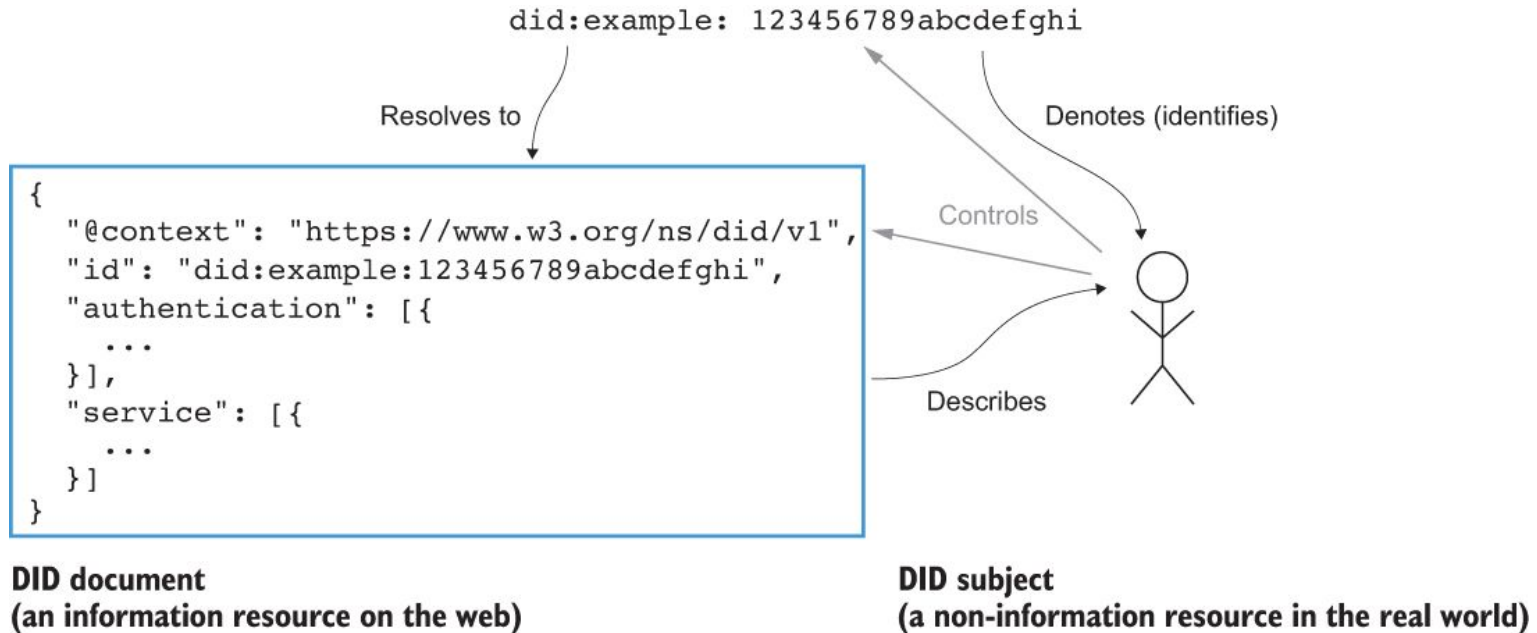 did:example: 123456789abcdefghi
Resolves to
Denotes (identifies)
{
"@context": "https://www.w3.org/ns/did/v1",
"id": "did:example:123456789abcdefghi",
"authentication": [{
...
}],
"service": [{
...
}]
}
Controls
Describes
DID document
(an information resource on the web)
DID subject
(a non-information resource in the real world)